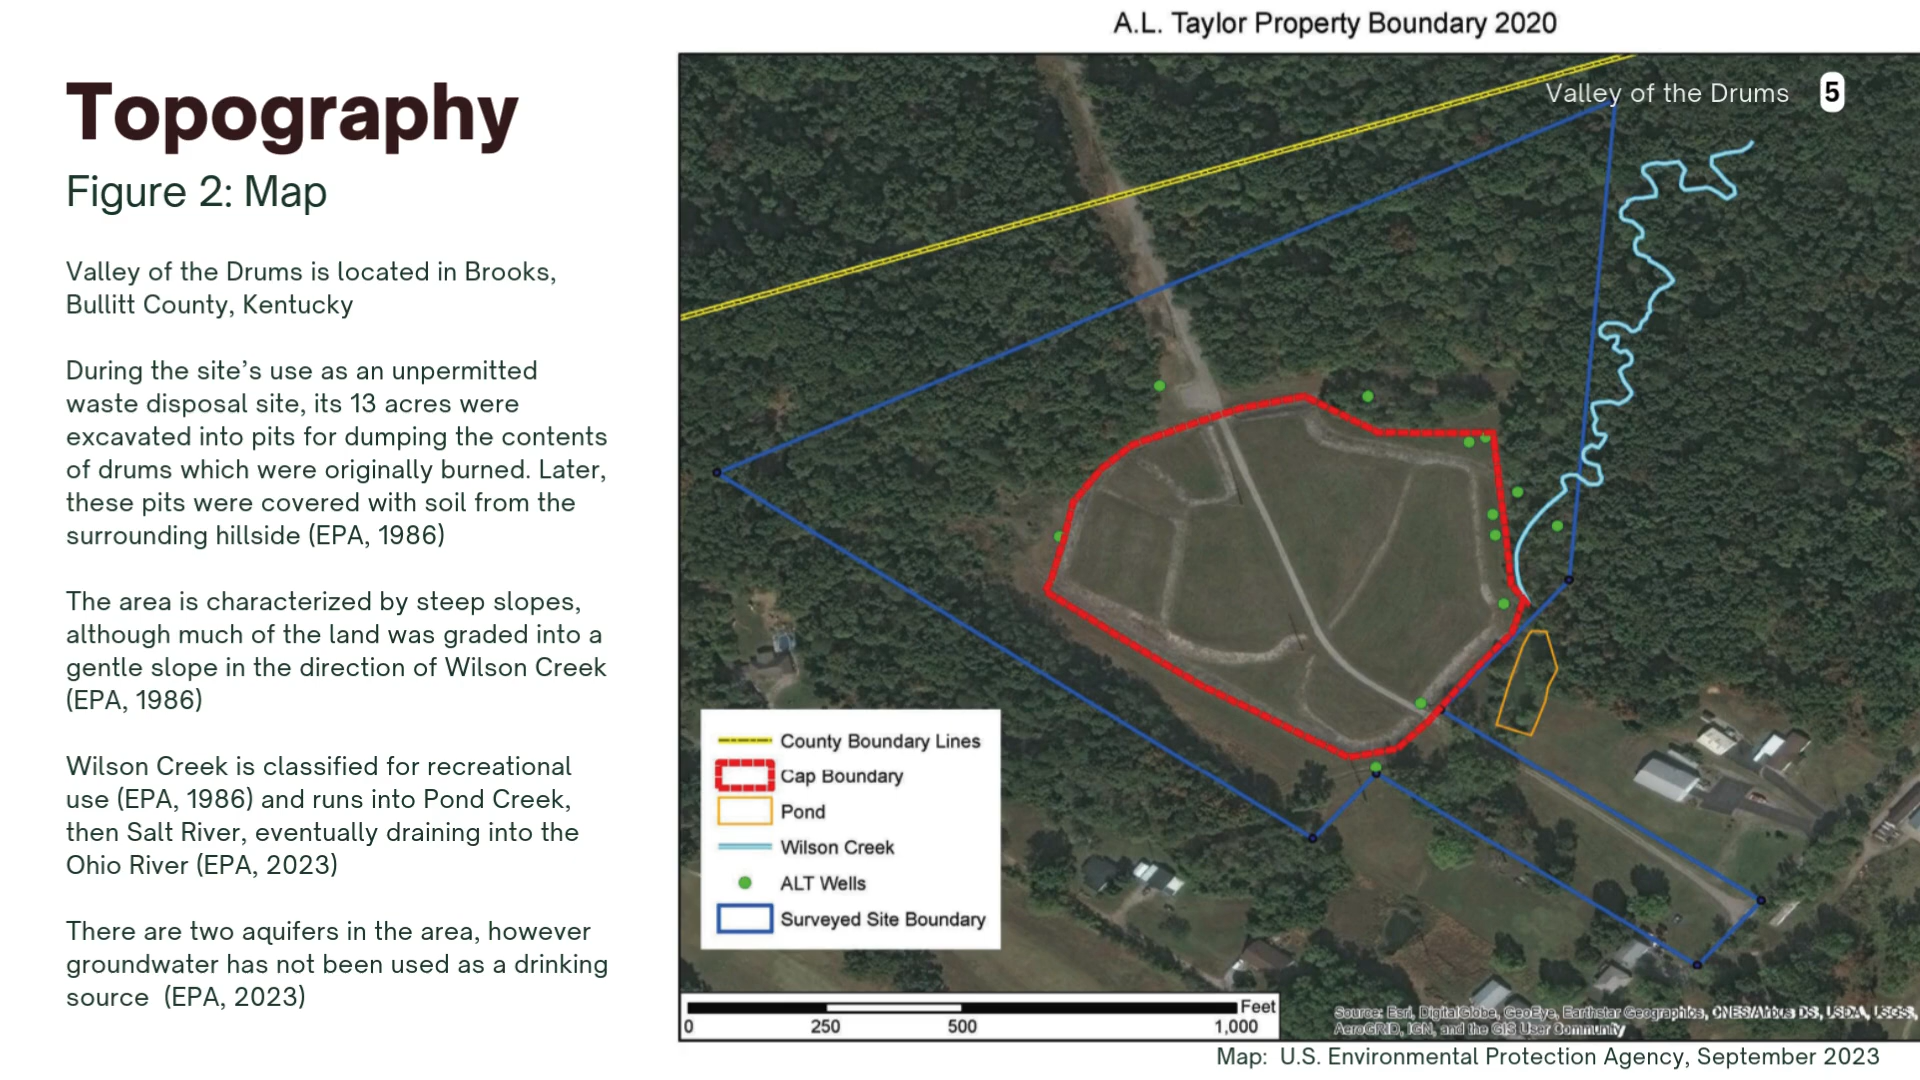 A.L. Taylor Property Boundary 2020
Valley of the Drums 5
Topography
Figure 2: Map
Valley of the Drums is located in Brooks,
Bullitt County, Kentucky
During the site’s use as an unpermitted
waste disposal site, its 13 acres were
excavated into pits for dumping the contents
of drums which were originally burned. Later,
these pits were covered with soil from the
surrounding hillside (EPA, 1986)
The area is characterized by steep slopes,
although much of the land was graded into a
gentle slope in the direction of Wilson Creek
(EPA, 1986)
Wilson Creek is classified for recreational
use (EPA, 1986) and runs into Pond Creek,
then Salt River, eventually draining into the
Ohio River (EPA, 2023)
There are two aquifers in the area, however
groundwater has not been used as a drinking
source (EPA, 2023)
County Boundary Lines
Cap Boundary
Pond
Wilson Creek
ALT Wells
Surveyed Site Boundary
Feet
0 250 500 1,000
Source: Esri, DigitalGlobe, GeoEye, Earthstar Geographics, CNES/Airbus DS, USDA, USGS,
AeroGRID, IGN, and the GIS User Community
Map: U.S. Environmental Protection Agency, September 2023